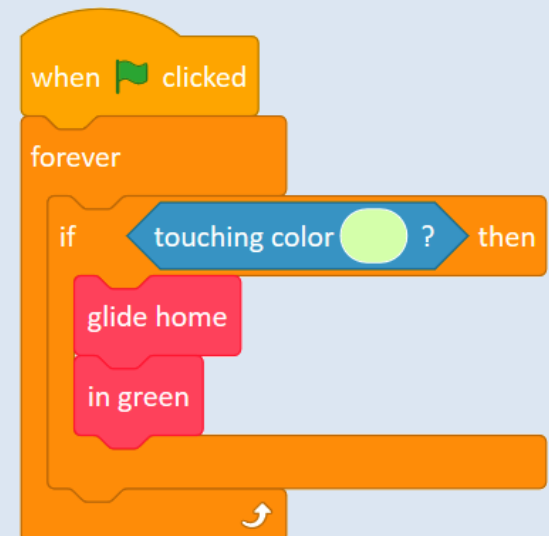 when clicked
forever
if touching color ? then
glide home
in green